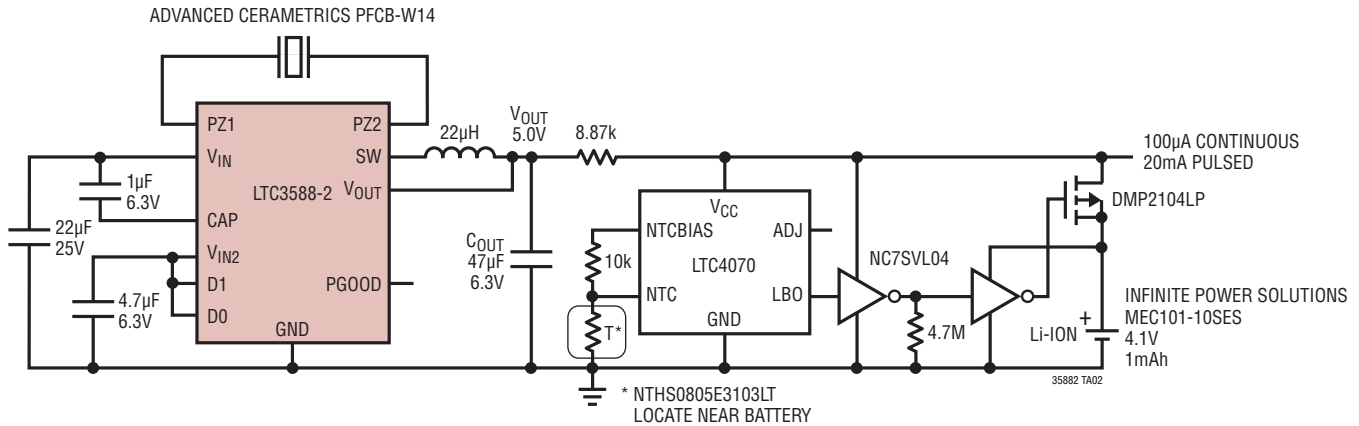 ADVANCED CERAMETRICS PFCB-W14
PZ1
PZ2
VIN
SW
LTC3588-2
VOUT
CAP
VIN2
D1
PGOOD
D0
GND
1µF
6.3V
22µF
25V
4.7µF
6.3V
22µH
VOUT
5.0V
8.87k
COUT
47µF
6.3V
10k
T*
VCC
NTCBIAS
ADJ
LTC4070
NTC
LBO
GND
NC7SVL04
4.7M
100µA CONTINUOUS
20mA PULSED
DMP2104LP
Li-ION
+
INFINITE POWER SOLUTIONS
MEC101-10SES
4.1V
1mAh
35882 TA02
* NTHS0805E3103LT
LOCATE NEAR BATTERY